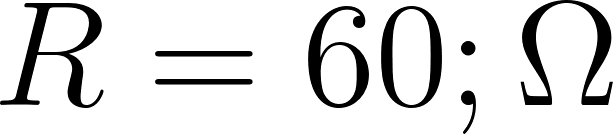 R = 60; Ω